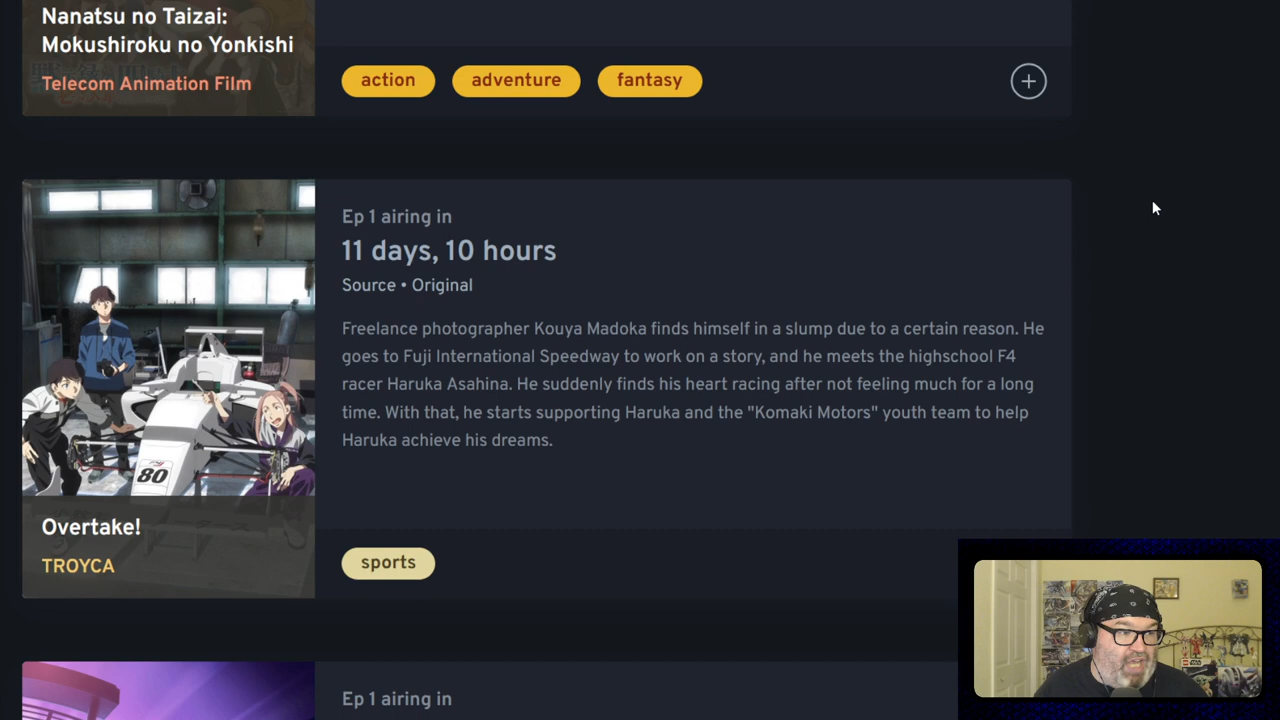 Nanatsu no Taizai:
Mokushiroku no Yonkishi
Telecom Animation Film
action
adventure
fantasy
Ep 1 airing in
11 days, 10 hours
Source • Original
Freelance photographer Kouya Madoka finds himself in a slump due to a certain reason. He
goes to Fuji International Speedway to work on a story, and he meets the highschool F4
racer Haruka Asahina. He suddenly finds his heart racing after not feeling much for a long
time. With that, he starts supporting Haruka and the "Komaki Motors" youth team to help
Haruka achieve his dreams.
80
Overtake!
TROYCA
sports
Ep 1 airing in
LEGO
STAR WARS